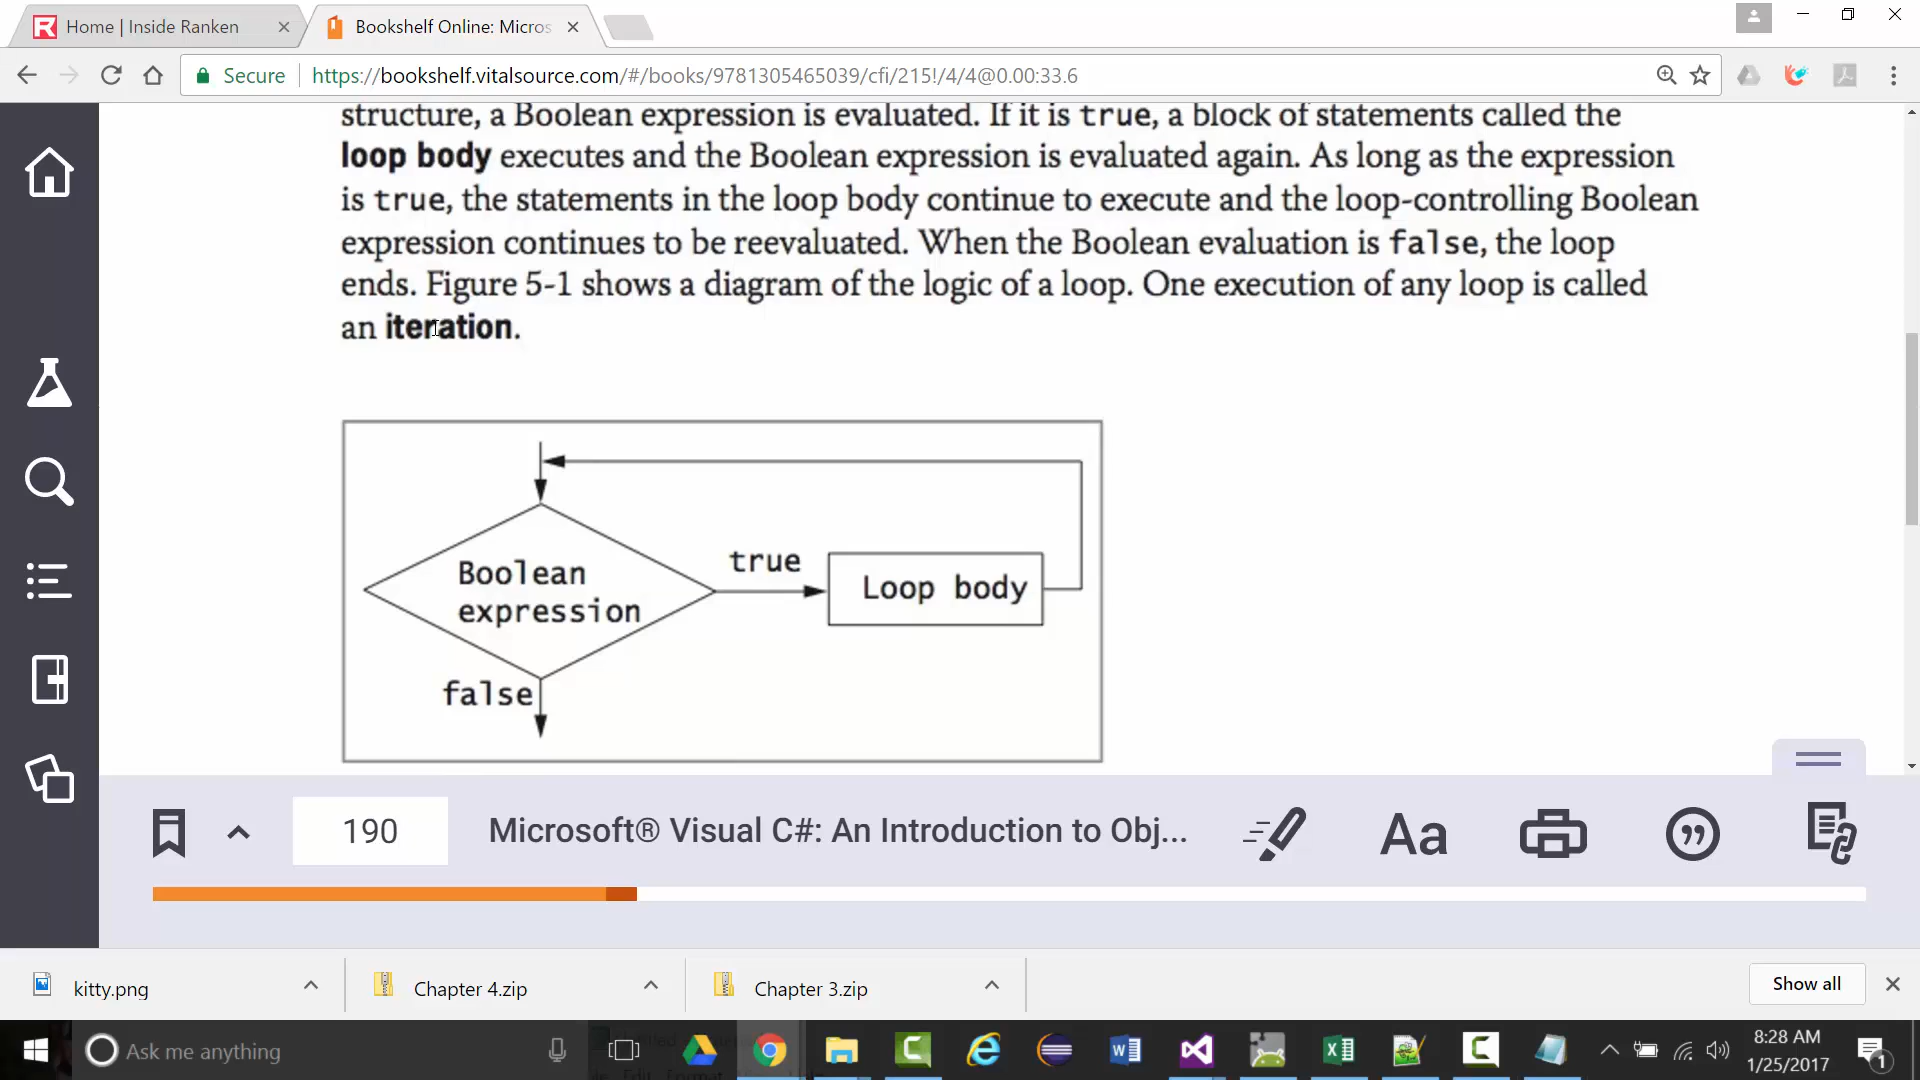 Home | Inside Ranken
Bookshelf Online: Micros
Secure
https://bookshelf.vitalsource.com/#/books/9781305465039/cfi/215!/4/4@0.00:33.6
structure, a Boolean expression is evaluated. If it is true, a block of statements called the
loop body executes and the Boolean expression is evaluated again. As long as the expression
is true, the statements in the loop body continue to execute and the loop-controlling Boolean
expression continues to be reevaluated. When the Boolean evaluation is false, the loop
ends. Figure 5-1 shows a diagram of the logic of a loop. One execution of any loop is called
an iteration.
Boolean
expression
true
Loop body
false
190
Microsoft® Visual C#: An Introduction to Obj...
Aa
kitty.png
Chapter 4.zip
Chapter 3.zip
Show all
Ask me anything
8:28 AM
1/25/2017
1